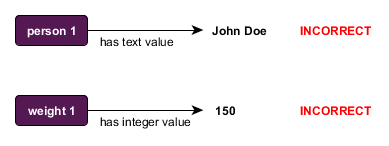 person 1 has text value John Doe INCORRECT
weight 1 has integer value 150 INCORRECT